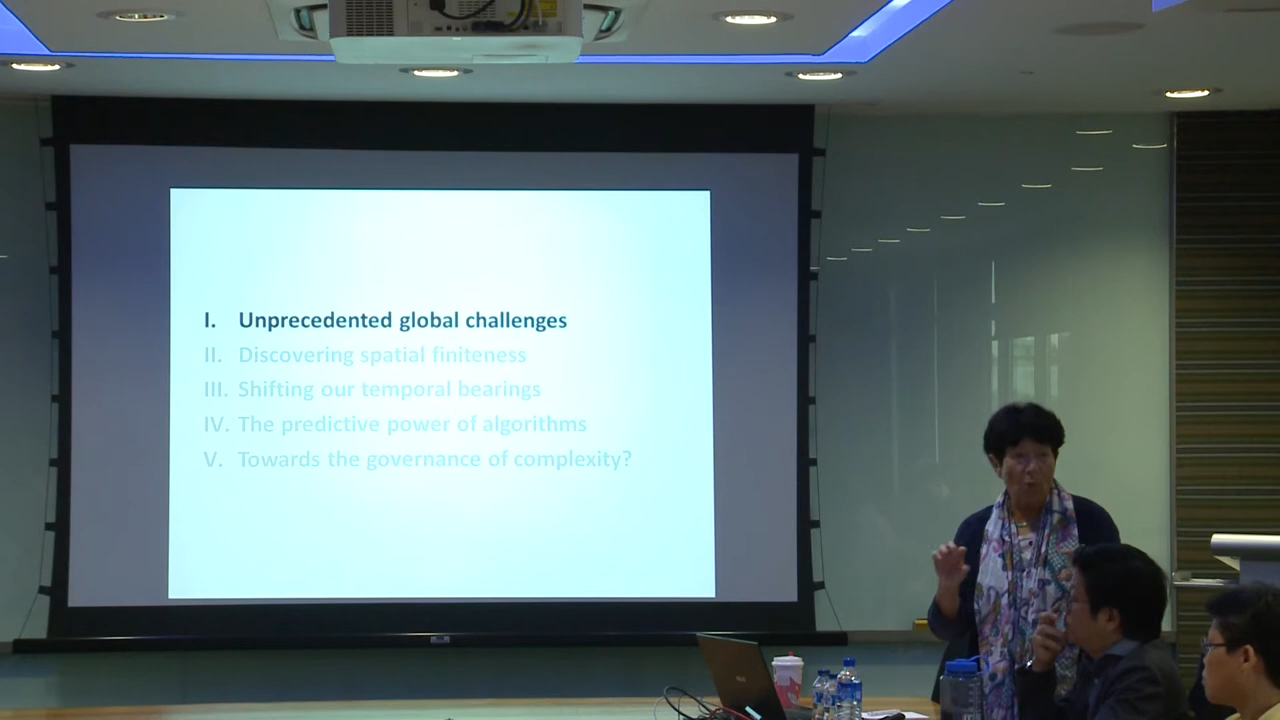 I. Unprecedented global challenges
II. Discovering spatial finiteness
III. Shifting our temporal bearings
IV. The predictive power of algorithms
V. Towards the governance of complexity?